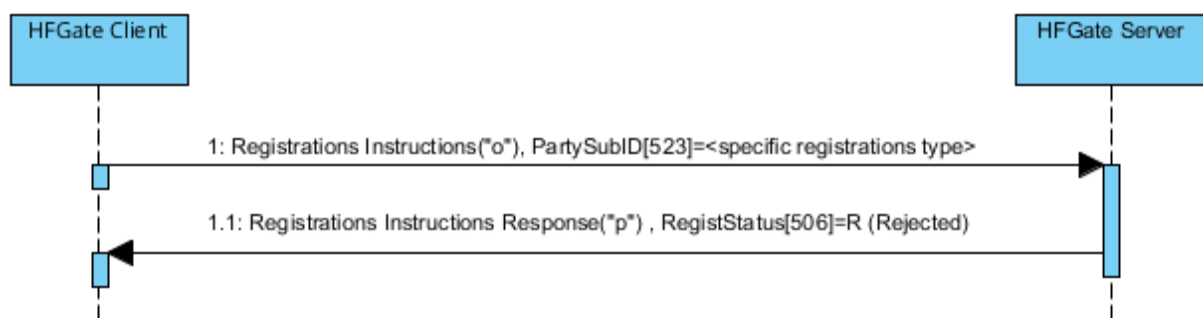 HFGate Client
HFGate Server
1: Registrations Instructions("o"), PartySubID[523]=<specific registrations type>
1.1: Registrations Instructions Response("p") , RegistStatus[506]=R (Rejected)